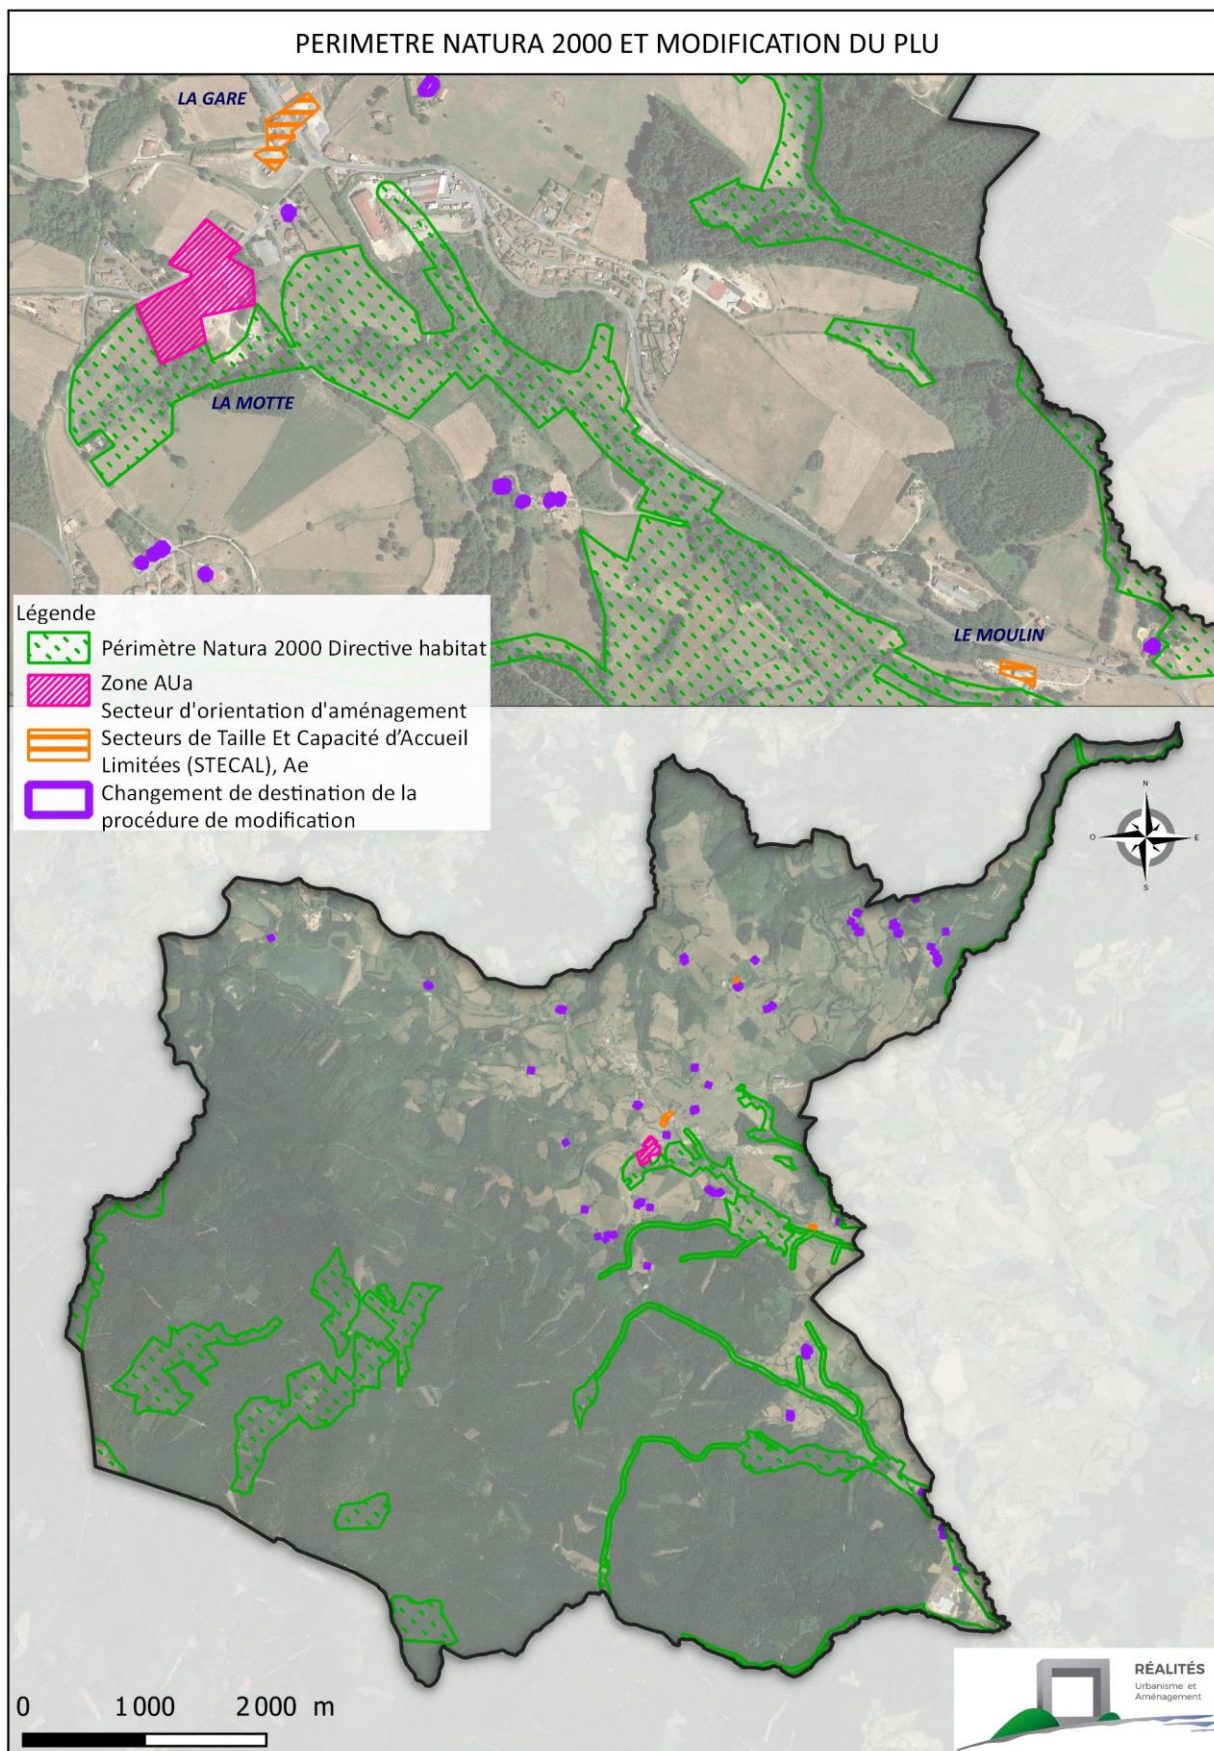 PERIMETRE NATURA 2000 ET MODIFICATION DU PLU
LA GARE
LA MOTTE
LE MOULIN
Légende
Périmètre Natura 2000 Directive habitat
Zone AUa
Secteur d'orientation d'aménagement
Secteurs de Taille Et Capacité d’Accueil
Limitées (STECAL), Ae
Changement de destination de la
procédure de modification
N
O E
S
0 1 000 2 000 m
RÉALITÉS
Urbanisme et
Aménagement